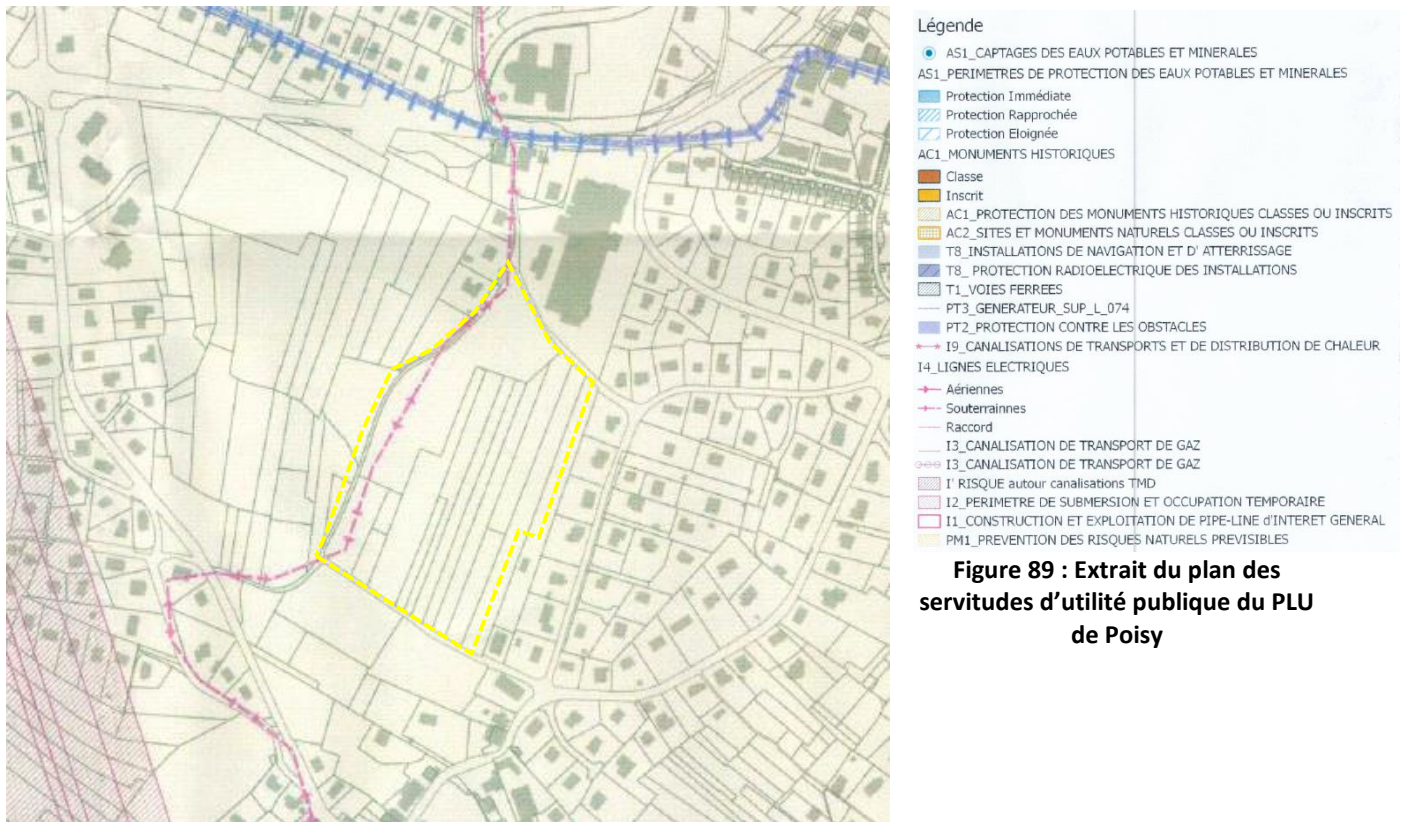 Légende
AS1_CAPTAGES DES EAUX POTABLES ET MINERALES
AS1_PERIMETRES DE PROTECTION DES EAUX POTABLES ET MINERALES
Protection Immédiate
Protection Rapprochée
Protection Eloignée
AC1_MONUMENTS HISTORIQUES
Classe
Inscrit
AC1_PROTECTION DES MONUMENTS HISTORIQUES CLASSES OU INSCRITS
AC2_SITES ET MONUMENTS NATURELS CLASSES OU INSCRITS
T8_INSTALLATIONS DE NAVIGATION ET D' ATTERRISSAGE
T8_ PROTECTION RADIOELECTRIQUE DES INSTALLATIONS
T1_VOIES FERREES
PT3_GENERATEUR_SUP_L_074
PT2_PROTECTION CONTRE LES OBSTACLES
I9_CANALISATIONS DE TRANSPORTS ET DE DISTRIBUTION DE CHALEUR
I4_LIGNES ELECTRIQUES
Aériennes
Souterrainnes
Raccord
I3_CANALISATION DE TRANSPORT DE GAZ
I3_CANALISATION DE TRANSPORT DE GAZ
I' RISQUE autour canalisations TMD
I2_PERIMETRE DE SUBMERSION ET OCCUPATION TEMPORAIRE
I1_CONSTRUCTION ET EXPLOITATION DE PIPE-LINE d'INTERET GENERAL
PM1_PREVENTION DES RISQUES NATURELS PREVISIBLES
Figure 89 : Extrait du plan des
servitudes d’utilité publique du PLU
de Poisy